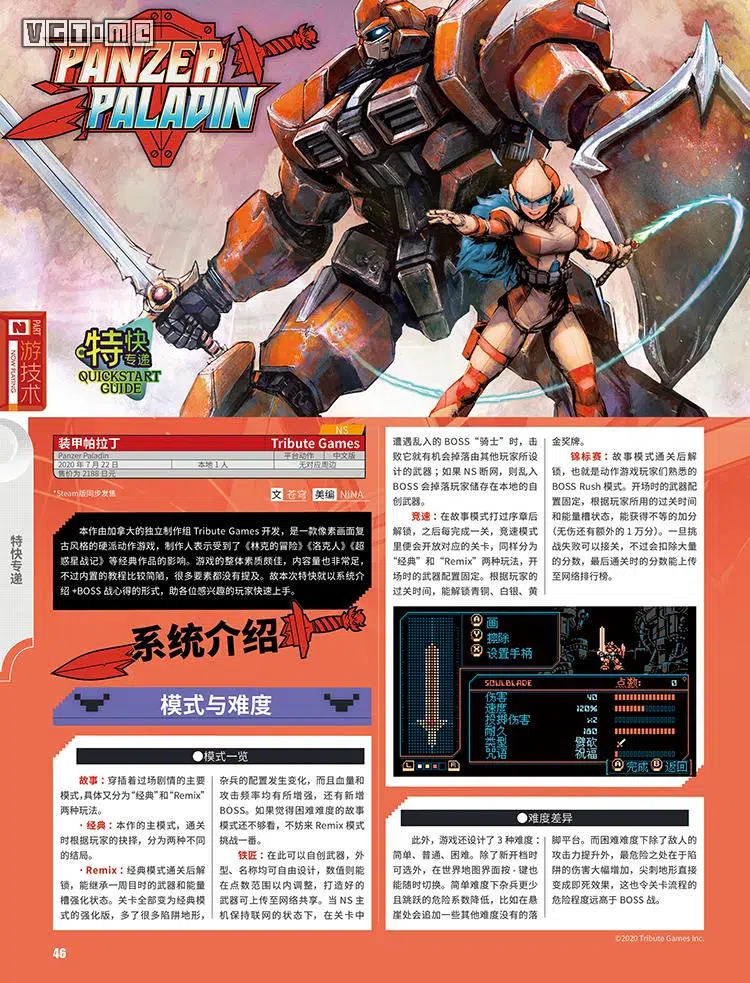 VGTIME
PANZER
PALADIN
N PART
游技术
NOW PLAYING
特快
专递
QUICKSTART
GUIDE
特快专递
NS
装甲帕拉丁 Tribute Games
Panzer Paladin 平台动作 中文版
2020 年 7 月 22 日 本地 1 人 无对应周边
售价为 2188 日元
*Steam版同步发售
文 苍穹 美编 NINA
本作由加拿大的独立制作组 Tribute Games 开发,是一款像素画面复
古风格的硬派动作游戏,制作人表示受到了《林克的冒险》《洛克人》《超
惑星战记》等经典作品的影响。游戏的整体素质颇佳,内容量也非常足,
不过内置的教程比较简陋,很多要素都没有提及。故本次特快就以系统介
绍 +BOSS 战心得的形式,助各位感兴趣的玩家快速上手。
系统介绍
模式与难度
●模式一览
故事:穿插着过场剧情的主要
模式,具体又分为“经典”和“Remix”
两种玩法。
·经典:本作的主模式,通关
时根据玩家的抉择,分为两种不同
的结局。
·Remix:经典模式通关后解
锁,能继承一周目时的武器和能量
槽强化状态。关卡全部变为经典模
式的强化版,多了很多陷阱地形,
杂兵的配置发生变化,而且血量和
攻击频率均有所增强,还有新增
BOSS。如果觉得困难难度的故事
模式还不够看,不妨来 Remix 模式
挑战一番。
铁匠:在此可以自创武器,外
型、名称均可自由设计,数值则能
在点数范围以内调整,打造好的
武器可上传至网络共享。当 NS 主
机保持联网的状态下,在关卡中
遭遇乱入的 BOSS “骑士”时,击
败它就有机会掉落由其他玩家所设
计的武器;如果 NS 断网,则乱入
BOSS 会掉落玩家储存在本地的自
创武器。
竞速:在故事模式打过序章后
解锁,之后每完成一关,竞速模式
里便会开放对应的关卡,同样分为
“经典”和“Remix”两种玩法,开
场时的武器配置固定。根据玩家的
过关时间,能解锁青铜、白银、黄
金奖牌。
锦标赛:故事模式通关后解
锁,也就是动作游戏玩家们熟悉的
BOSS Rush 模式。开场时的武器配
置固定,根据玩家所用的过关时间
和能量槽状态,能获得不等的加分
(无伤还有额外的 1 万分)。一旦挑
战失败可以接关,不过会扣除大量
的分数,最后通关时的分数能上传
至网络排行榜。
A 画
Y 擦除
X 设置手柄
SOULBLADE 点数: 0
伤害 40
速度 120%
投掷伤害 x2
耐久 180
类型 劈砍
咒语 祝福
L R
A 完成 B 返回
●难度差异
此外,游戏还设计了 3 种难度:
简单、普通、困难。除了新开档时
可选外,在世界地图界面按 - 键也
能随时切换。简单难度下杂兵更少
且跳跃的危险系数降低,比如在悬
崖处会追加一些其他难度没有的落
脚平台。而困难难度下除了敌人的
攻击力提升外,最危险之处在于陷
阱的伤害大幅增加,尖刺地形直接
变成即死效果,这也令关卡流程的
危险程度远高于 BOSS 战。
©2020 Tribute Games Inc.
46